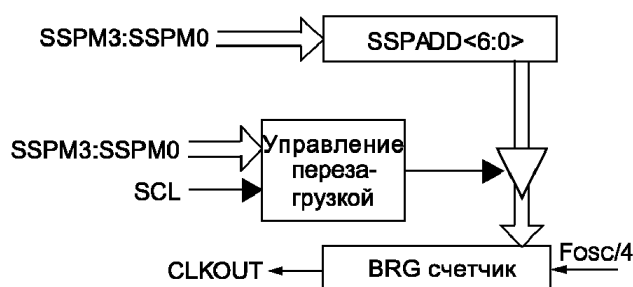 SSPM3:SSPM0
SSPADD<6:0>
SSPM3:SSPM0
SCL
Управление
переза-
грузкой
Fosc/4
CLKOUT
BRG счетчик